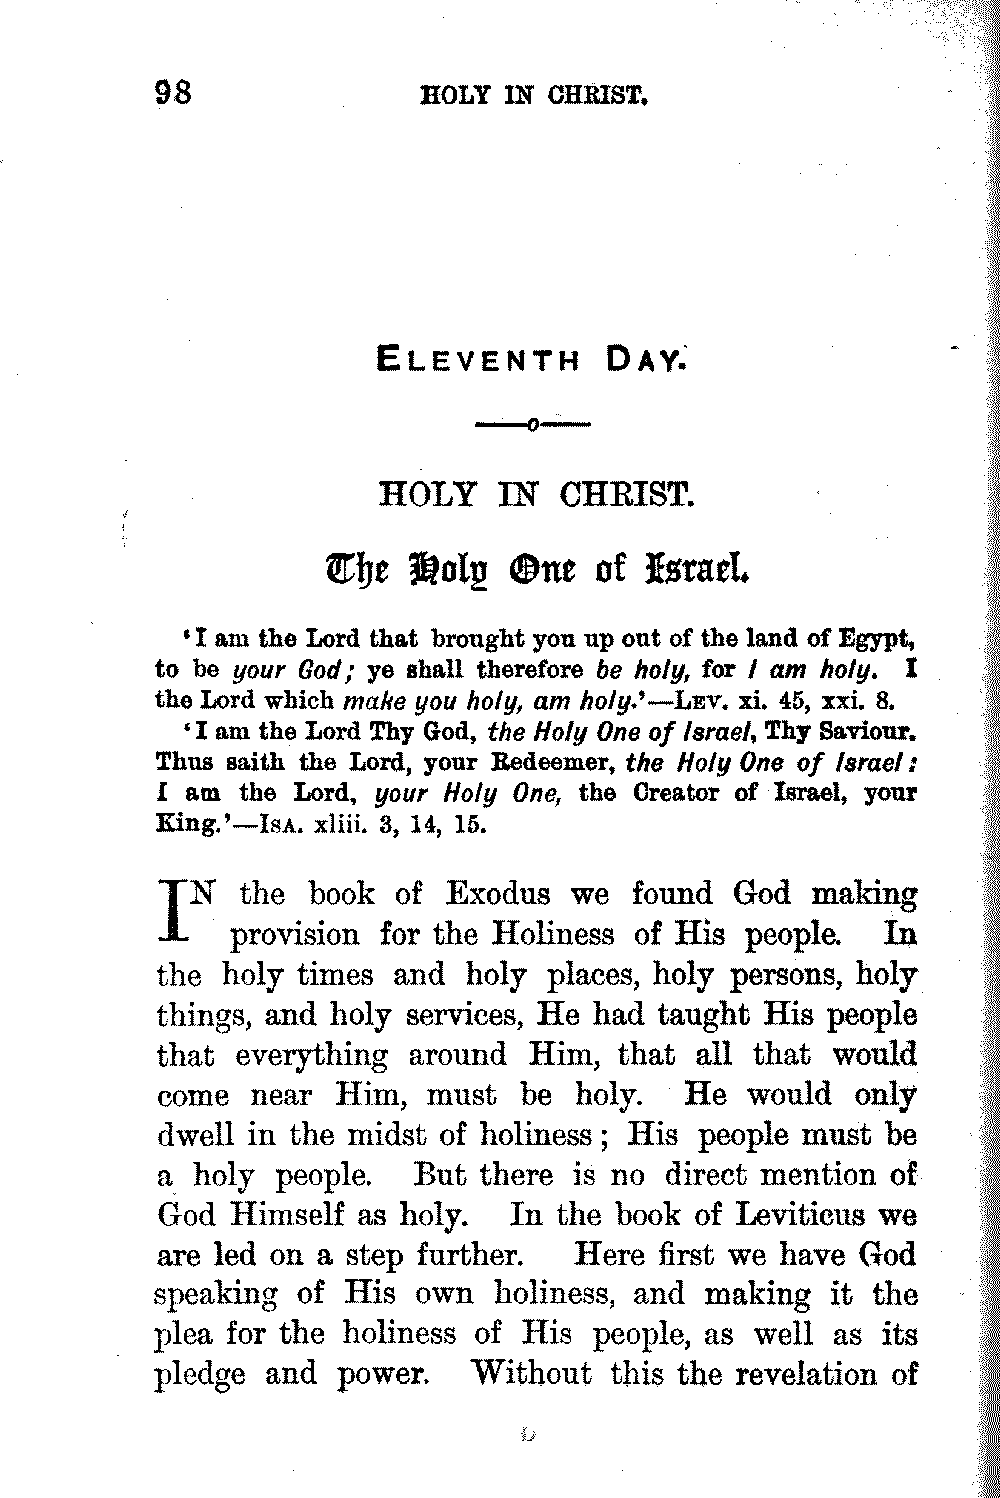 98 HOLY IN CHRIST.
ELEVENTH DAY.
HOLY IN CHRIST.
The Holy One of Israel.
‘I am the Lord that brought you up out of the land of Egypt,
to be your God; ye shall therefore be holy, for I am holy. I
the Lord which make you holy, am holy.’—LEV. xi. 45, xxi. 8.
‘I am the Lord Thy God, the Holy One of Israel, Thy Saviour.
Thus saith the Lord, your Redeemer, the Holy One of Israel:
I am the Lord, your Holy One, the Creator of Israel, your
King.’—ISA. xliii. 3, 14, 15.
IN the book of Exodus we found God making
provision for the Holiness of His people. In
the holy times and holy places, holy persons, holy
things, and holy services, He had taught His people
that everything around Him, that all that would
come near Him, must be holy. He would only
dwell in the midst of holiness; His people must be
a holy people. But there is no direct mention of
God Himself as holy. In the book of Leviticus we
are led on a step further. Here first we have God
speaking of His own holiness, and making it the
plea for the holiness of His people, as well as its
pledge and power. Without this the revelation of